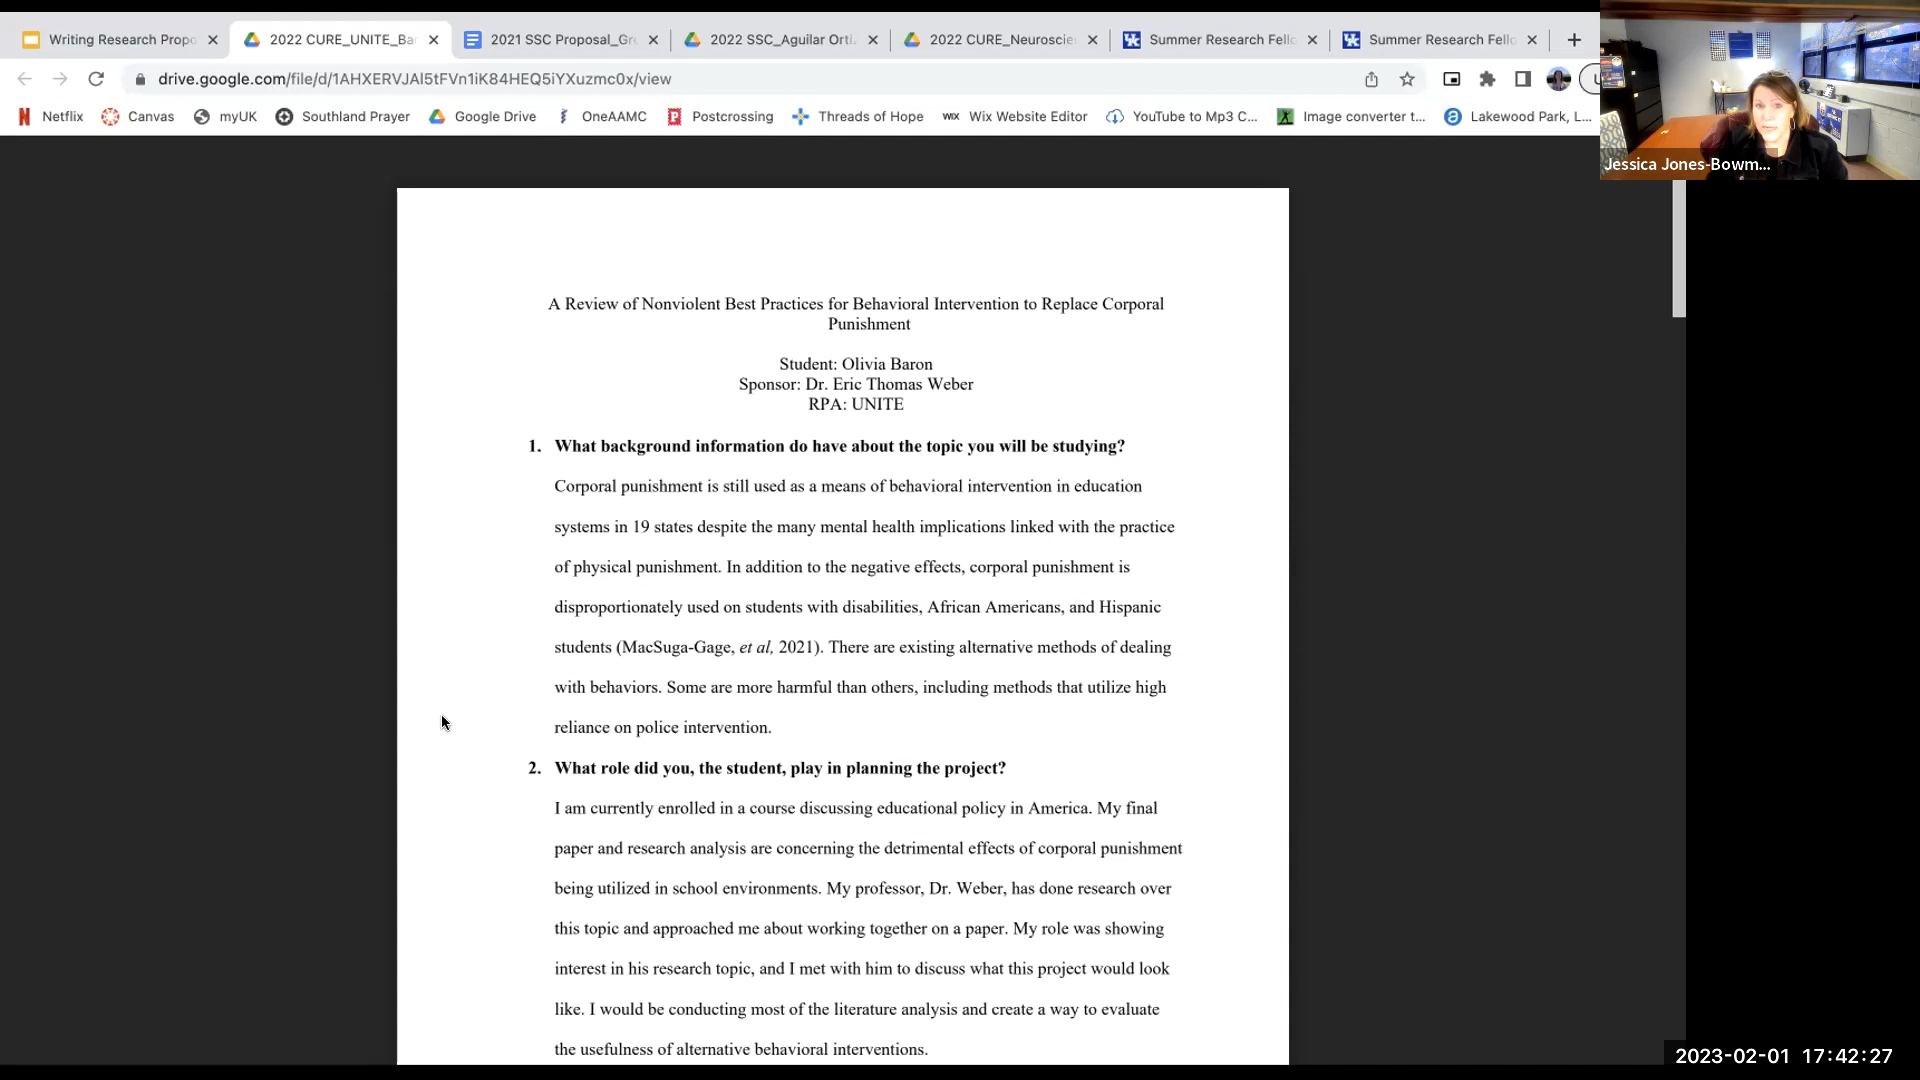 Writing Research Propo
2022 CURE_UNITE_Ba
2021 SSC Proposal_Gr
2022 SSC_Aguilar Orti
2022 CURE_Neuroscie
Summer Research Fello
Summer Research Fello
drive.google.com/file/d/1AHXERVJAl5tFVn1iK84HEQ5iYXuzmc0x/view
Netflix
Canvas
myUK
Southland Prayer
Google Drive
OneAAMC
Postcrossing
Threads of Hope
WIX Wix Website Editor
YouTube to Mp3 C...
Image converter t...
Lakewood Park, L...
Jessica Jones-Bowm...
A Review of Nonviolent Best Practices for Behavioral Intervention to Replace Corporal
Punishment
Student: Olivia Baron
Sponsor: Dr. Eric Thomas Weber
RPA: UNITE
1. What background information do have about the topic you will be studying?
Corporal punishment is still used as a means of behavioral intervention in education
systems in 19 states despite the many mental health implications linked with the practice
of physical punishment. In addition to the negative effects, corporal punishment is
disproportionately used on students with disabilities, African Americans, and Hispanic
students (MacSuga-Gage, et al, 2021). There are existing alternative methods of dealing
with behaviors. Some are more harmful than others, including methods that utilize high
reliance on police intervention.
2. What role did you, the student, play in planning the project?
I am currently enrolled in a course discussing educational policy in America. My final
paper and research analysis are concerning the detrimental effects of corporal punishment
being utilized in school environments. My professor, Dr. Weber, has done research over
this topic and approached me about working together on a paper. My role was showing
interest in his research topic, and I met with him to discuss what this project would look
like. I would be conducting most of the literature analysis and create a way to evaluate
the usefulness of alternative behavioral interventions.
2023-02-01 17:42:27